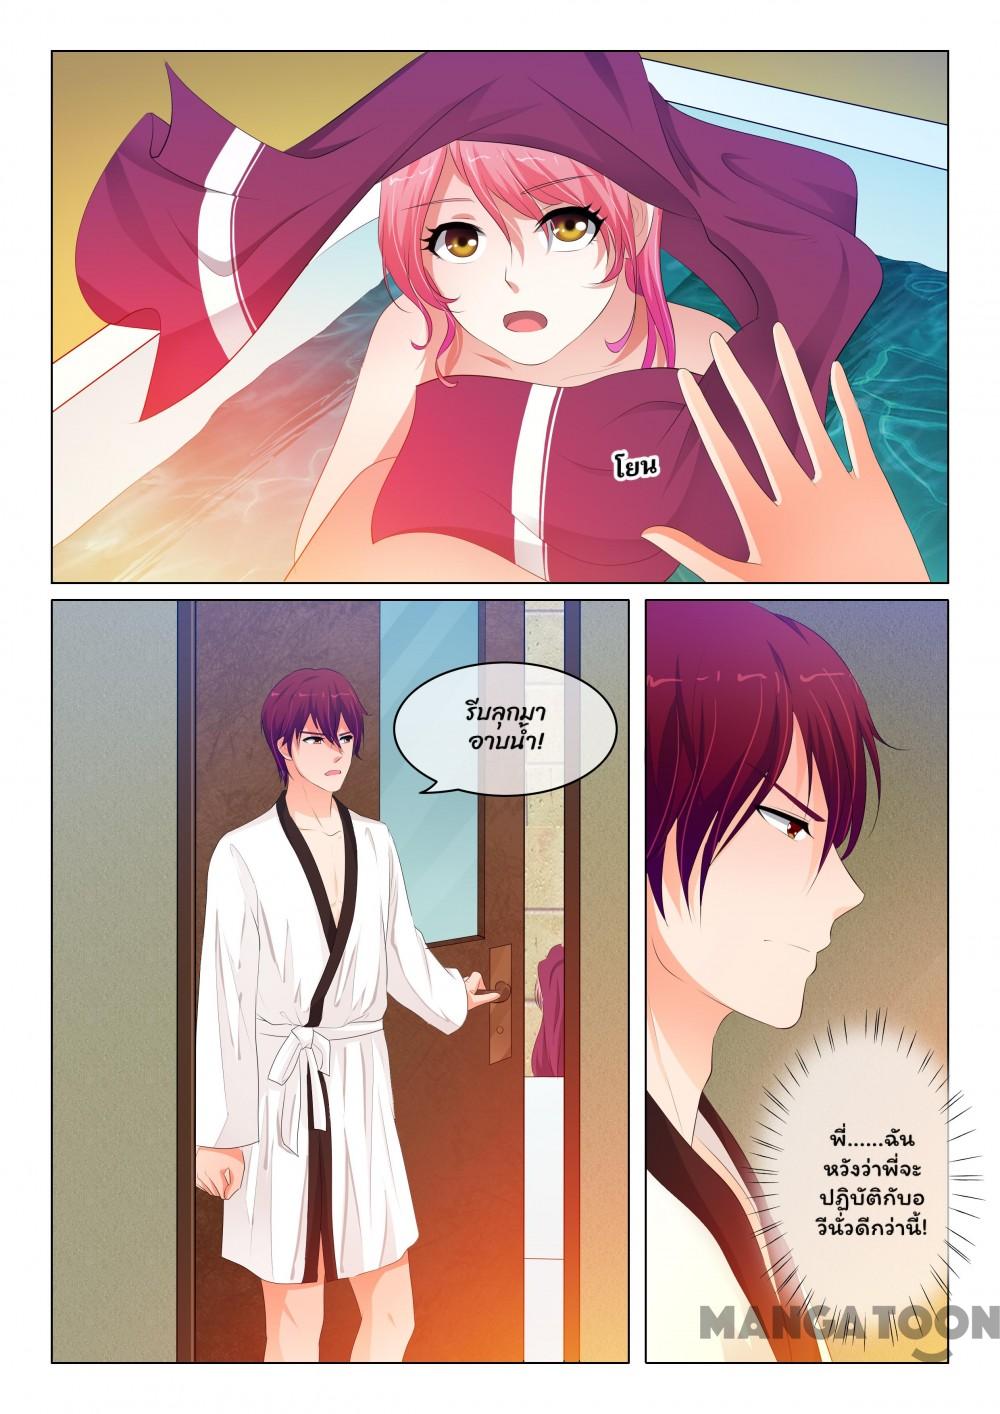 โยน
รีบลุกมา
อาบน้ำ!
พี่......ฉัน
หวังว่าพี่จะ
ปฏิบัติกับอ
วีนั่วดีกว่านี้!
MANGATOON